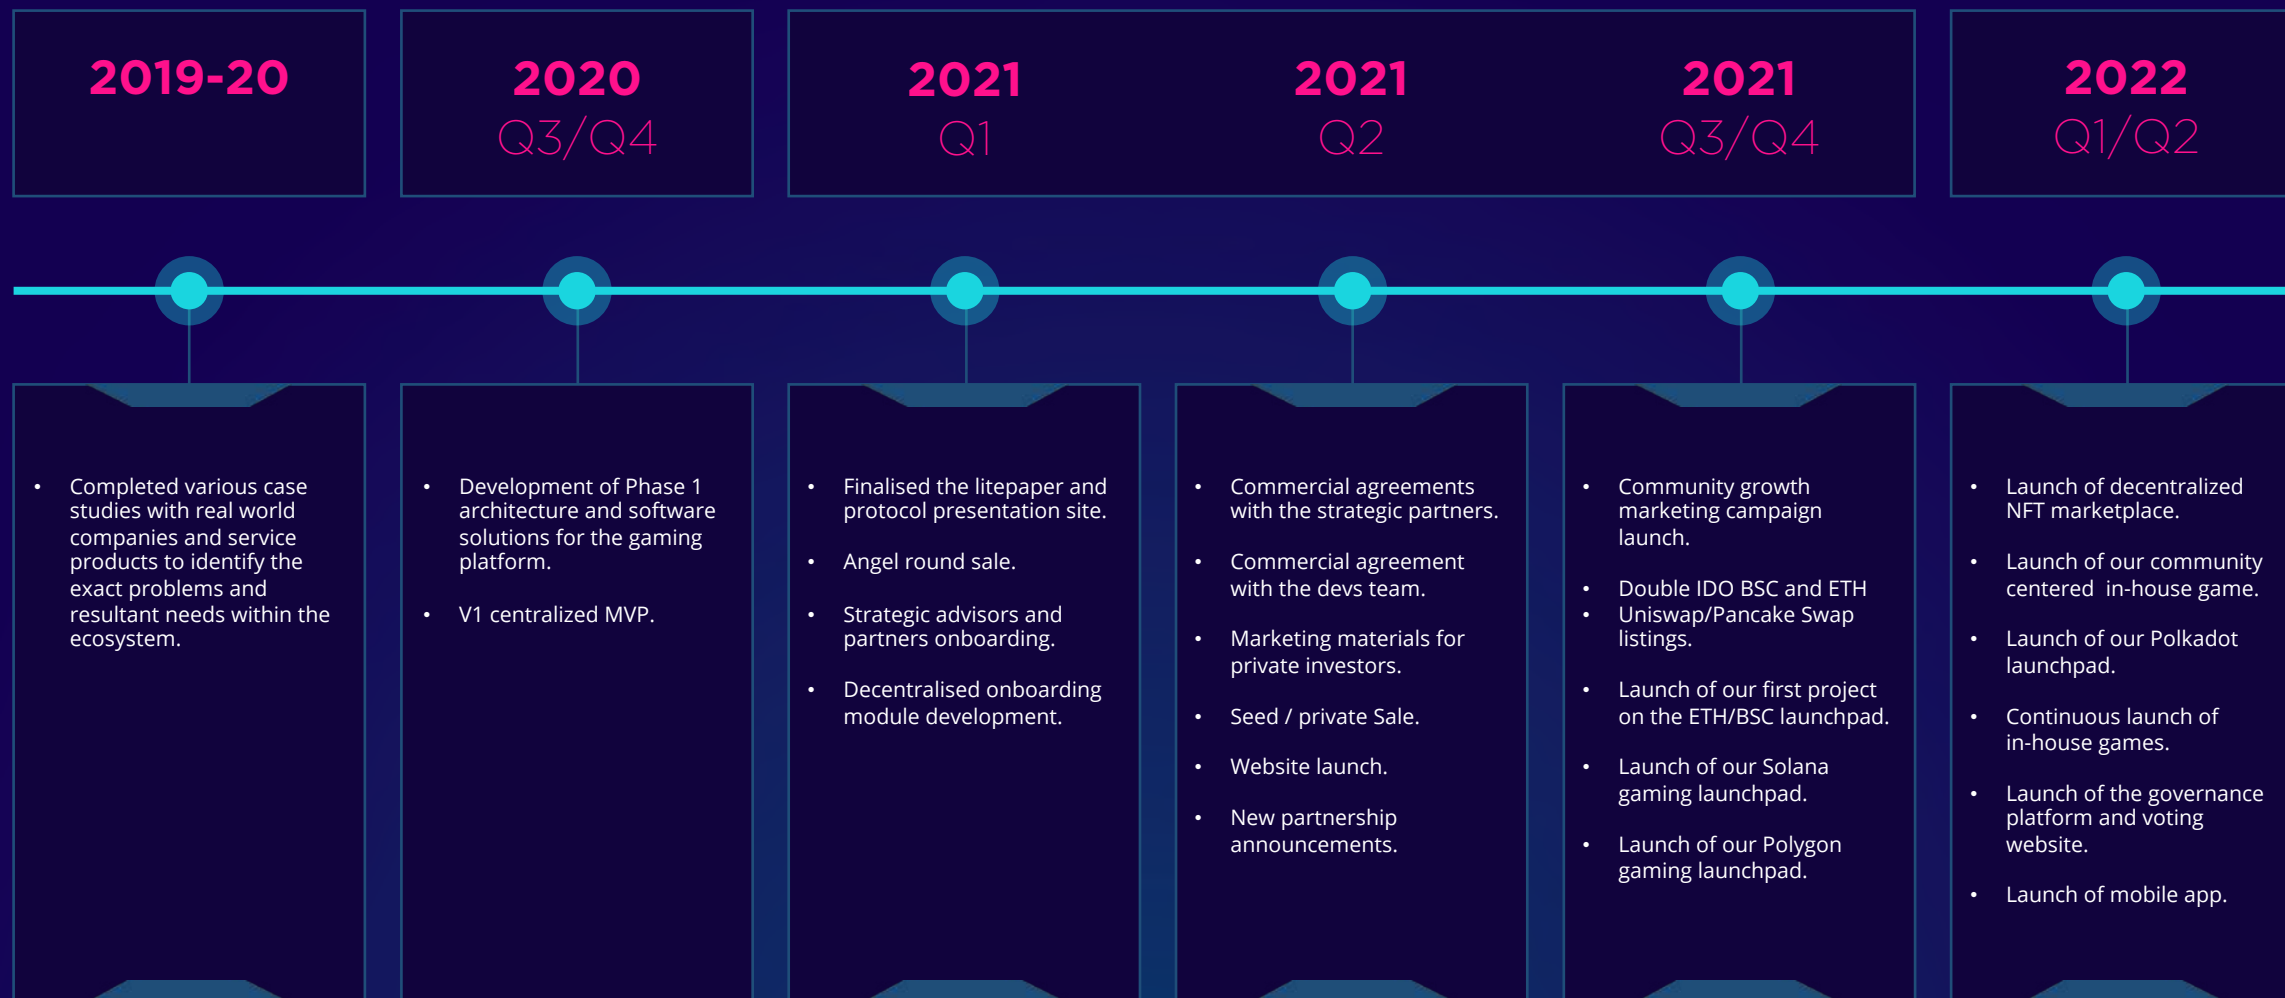 2019-20
2020
Q3/Q4
2021
Q1
2021
Q2
2021
Q3/Q4
2022
Q1/Q2
• Completed various case
studies with real world
companies and service
products to identify the
exact problems and
resultant needs within the
ecosystem.
• Development of Phase 1
architecture and software
solutions for the gaming
platform.
• V1 centralized MVP.
• Finalised the litepaper and
protocol presentation site.
• Angel round sale.
• Strategic advisors and
partners onboarding.
• Decentralised onboarding
module development.
• Commercial agreements
with the strategic partners.
• Commercial agreement
with the devs team.
• Marketing materials for
private investors.
• Seed / private Sale.
• Website launch.
• New partnership
announcements.
• Community growth
marketing campaign
launch.
• Double IDO BSC and ETH
• Uniswap/Pancake Swap
listings.
• Launch of our first project
on the ETH/BSC launchpad.
• Launch of our Solana
gaming launchpad.
• Launch of our Polygon
gaming launchpad.
• Launch of decentralized
NFT marketplace.
• Launch of our community
centered in-house game.
• Launch of our Polkadot
launchpad.
• Continuous launch of
in-house games.
• Launch of the governance
platform and voting
website.
• Launch of mobile app.